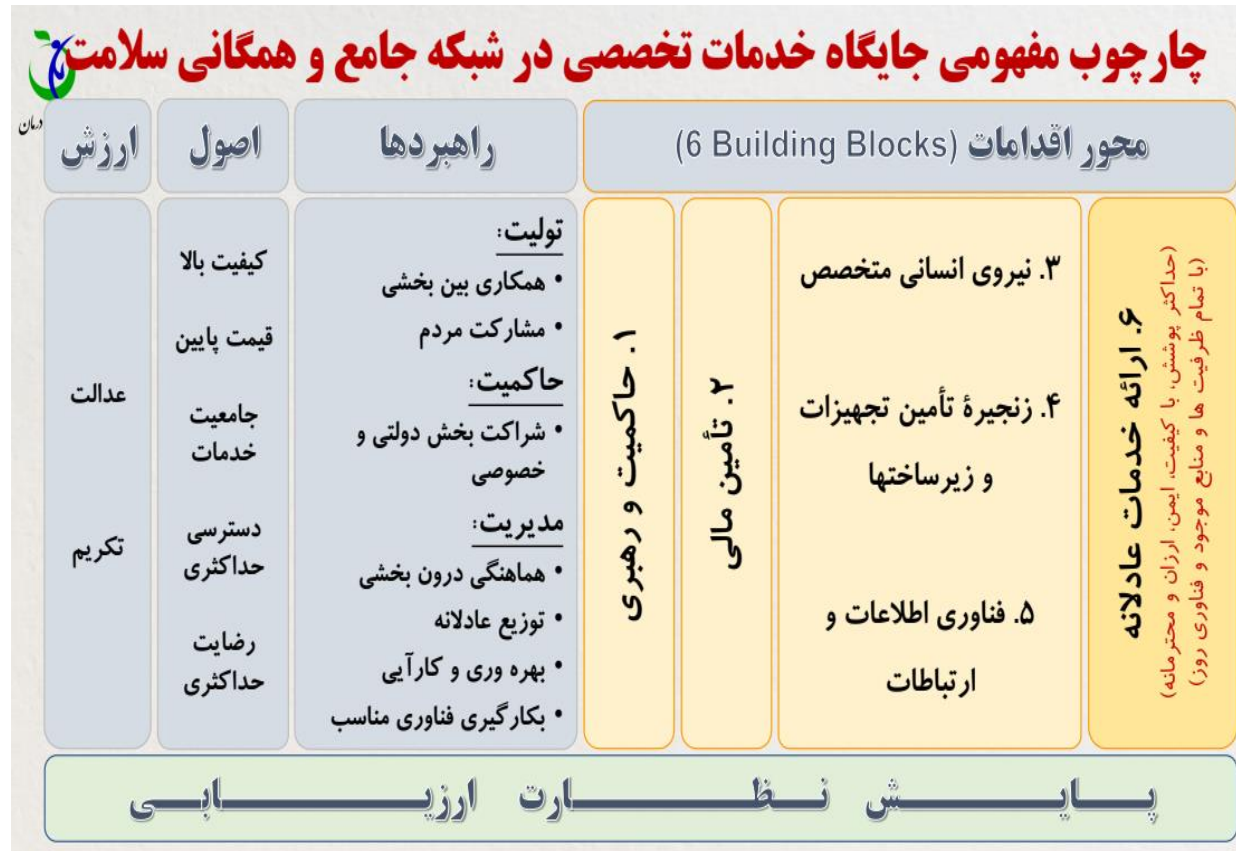 چارچوب مفهومی جایگاه خدمات تخصصی در شبکه جامع و همگانی سلامت
درمان
محور اقدامات (6 Building Blocks)
راهبردها
اصول
ارزش
۶. ارائه خدمات عادلانه
(حداکثر پوشش، با کیفیت، ایمن، ارزان و محترمانه)
(با تمام ظرفیت ها و منابع موجود و فناوری روز)
۳. نیروی انسانی متخصص
۴. زنجیرهٔ تأمین تجهیزات
و زیرساختها
۵. فناوری اطلاعات و
ارتباطات
۲. تأمین مالی
۱. حاکمیت و رهبری
تولیت:
• همکاری بین بخشی
• مشارکت مردم
حاکمیت:
• شراکت بخش دولتی و
خصوصی
مدیریت:
• هماهنگی درون بخشی
• توزیع عادلانه
• بهره وری و کارآیی
• بکارگیری فناوری مناسب
کیفیت بالا
قیمت پایین
جامعیت
خدمات
دسترسی
حداکثری
رضایت
حداکثری
عدالت
تکریم
پـــایـــــــش نـــظـــــــارت ارزیـــــــابـــی